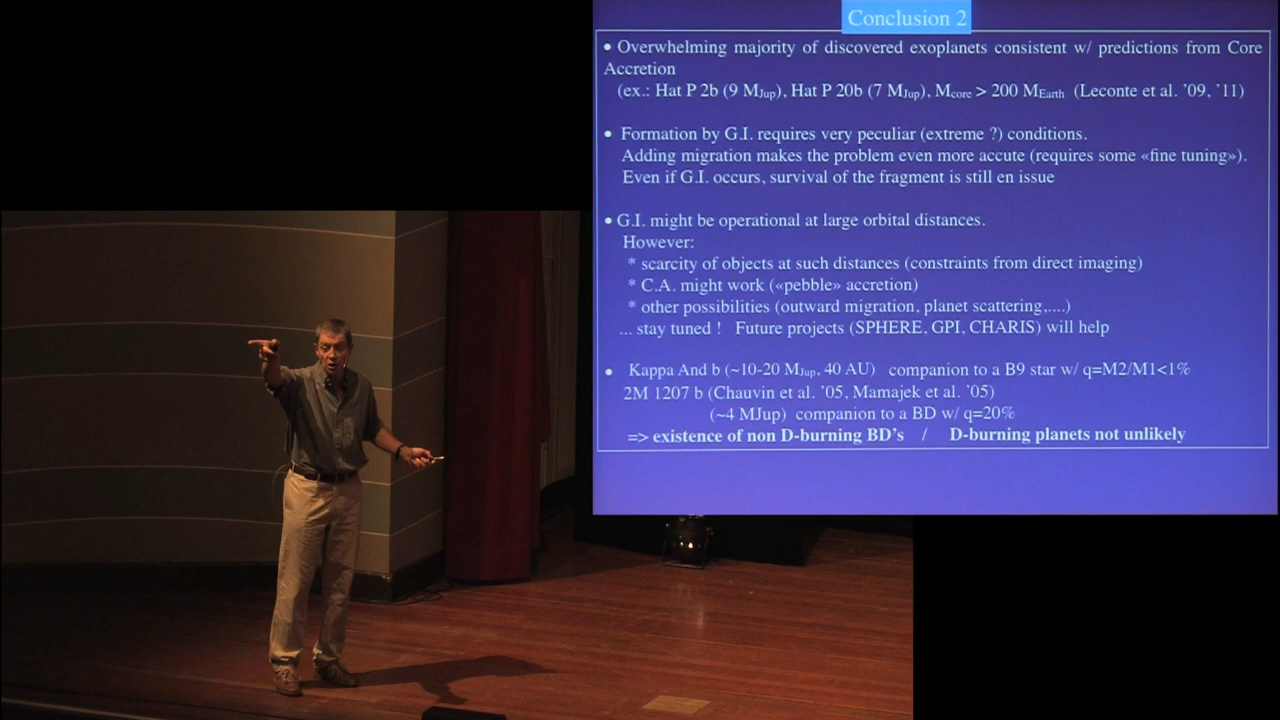 Conclusion 2
• Overwhelming majority of discovered exoplanets consistent w/ predictions from Core
Accretion
(ex.: Hat P 2b (9 MJup), Hat P 20b (7 MJup), Mcore > 200 MEarth (Leconte et al. ’09, ’11)
• Formation by G.I. requires very peculiar (extreme ?) conditions.
Adding migration makes the problem even more accute (requires some «fine tuning»).
Even if G.I. occurs, survival of the fragment is still en issue
• G.I. might be operational at large orbital distances.
However:
* scarcity of objects at such distances (constraints from direct imaging)
* C.A. might work («pebble» accretion)
* other possibilities (outward migration, planet scattering,....)
... stay tuned ! Future projects (SPHERE, GPI, CHARIS) will help
• Kappa And b (~10-20 MJup, 40 AU) companion to a B9 star w/ q=M2/M1<1%
2M 1207 b (Chauvin et al. ’05, Mamajek et al. ’05)
(~4 MJup) companion to a BD w/ q=20%
=> existence of non D-burning BD’s / D-burning planets not unlikely